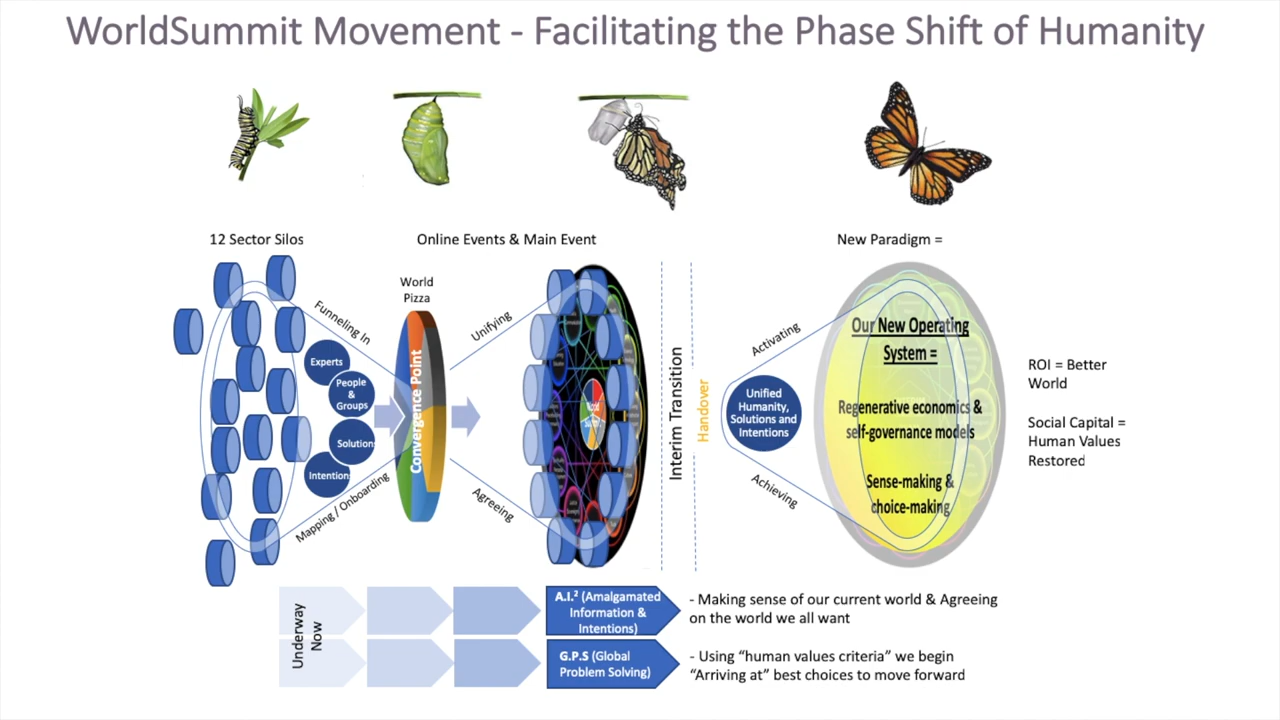 WorldSummit Movement - Facilitating the Phase Shift of Humanity
12 Sector Silos
Online Events & Main Event
New Paradigm =
World
Pizza
Funneling In
Experts
People
&
Groups
Solutions
Intention
Mapping / Onboarding
Convergence Point
Unifying
Agreeing
World
Interim Transition
Handover
Activating
Unified
Humanity,
Solutions and
Intentions
Achieving
Our New Operating
System =
Regenerative economics &
self-governance models
Sense-making &
choice-making
ROI = Better
World
Social Capital =
Human Values
Restored
Underway
Now
A.I.² (Amalgamated
Information &
Intentions)
- Making sense of our current world & Agreeing
on the world we all want
G.P.S (Global
Problem Solving)
- Using “human values criteria” we begin
“Arriving at” best choices to move forward